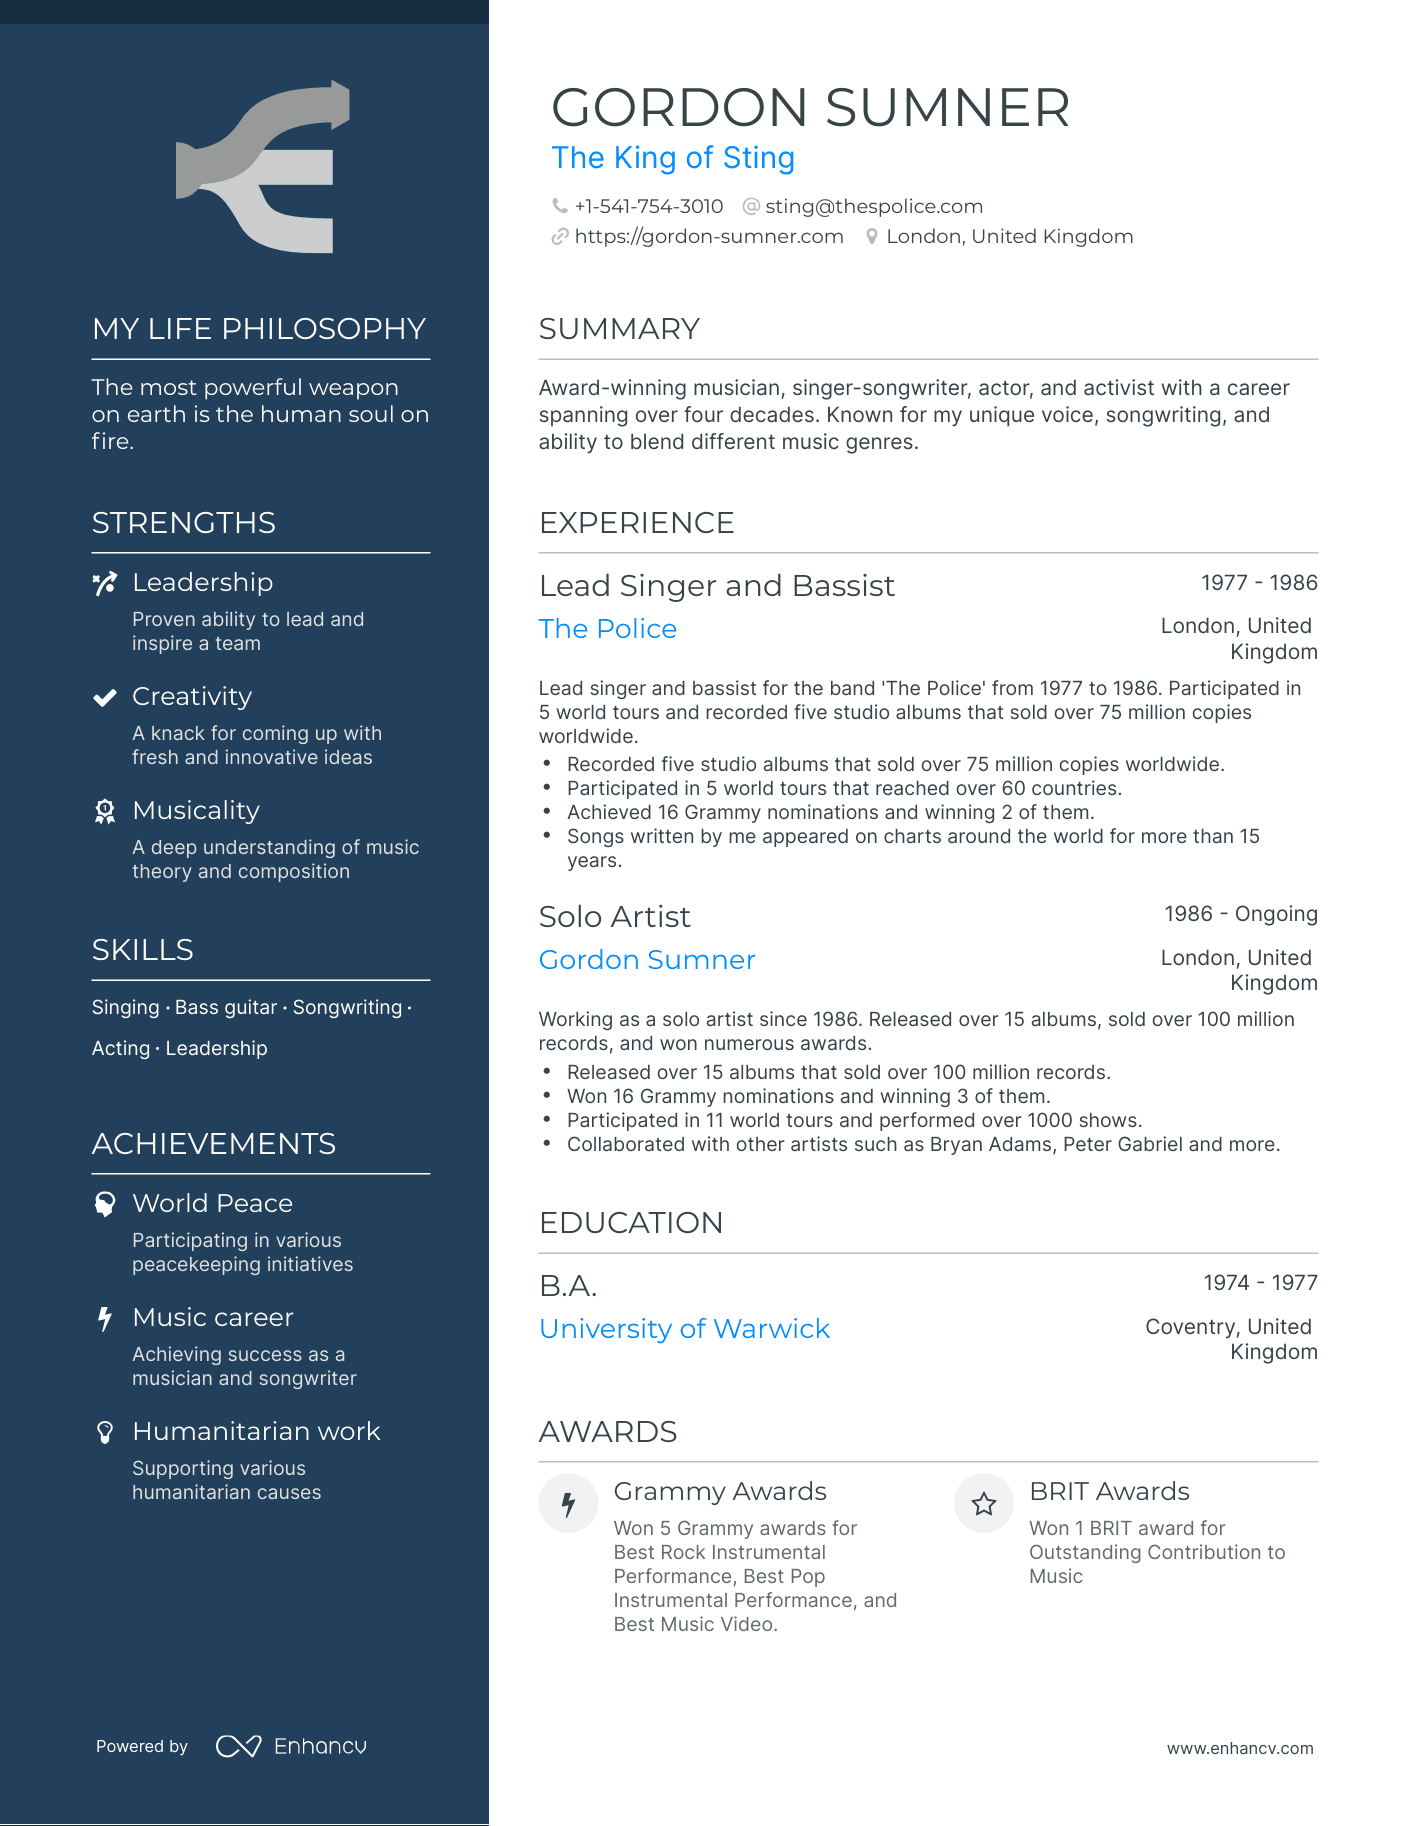 GORDON SUMNER
The King of Sting
+1-541-754-3010 @ sting@thespolice.com
https://gordon-sumner.com London, United Kingdom
MY LIFE PHILOSOPHY
The most powerful weapon
on earth is the human soul on
fire.
STRENGTHS
Leadership
Proven ability to lead and
inspire a team
Creativity
A knack for coming up with
fresh and innovative ideas
Musicality
A deep understanding of music
theory and composition
SKILLS
Singing · Bass guitar · Songwriting ·
Acting · Leadership
ACHIEVEMENTS
World Peace
Participating in various
peacekeeping initiatives
Music career
Achieving success as a
musician and songwriter
Humanitarian work
Supporting various
humanitarian causes
SUMMARY
Award-winning musician, singer-songwriter, actor, and activist with a career
spanning over four decades. Known for my unique voice, songwriting, and
ability to blend different music genres.
EXPERIENCE
Lead Singer and Bassist 1977 - 1986
The Police London, United
Kingdom
Lead singer and bassist for the band 'The Police' from 1977 to 1986. Participated in
5 world tours and recorded five studio albums that sold over 75 million copies
worldwide.
• Recorded five studio albums that sold over 75 million copies worldwide.
• Participated in 5 world tours that reached over 60 countries.
• Achieved 16 Grammy nominations and winning 2 of them.
• Songs written by me appeared on charts around the world for more than 15
years.
Solo Artist 1986 - Ongoing
Gordon Sumner London, United
Kingdom
Working as a solo artist since 1986. Released over 15 albums, sold over 100 million
records, and won numerous awards.
• Released over 15 albums that sold over 100 million records.
• Won 16 Grammy nominations and winning 3 of them.
• Participated in 11 world tours and performed over 1000 shows.
• Collaborated with other artists such as Bryan Adams, Peter Gabriel and more.
EDUCATION
B.A. 1974 - 1977
University of Warwick Coventry, United
Kingdom
AWARDS
Grammy Awards
Won 5 Grammy awards for
Best Rock Instrumental
Performance, Best Pop
Instrumental Performance, and
Best Music Video.
BRIT Awards
Won 1 BRIT award for
Outstanding Contribution to
Music
Powered by Enhancv
www.enhancv.com